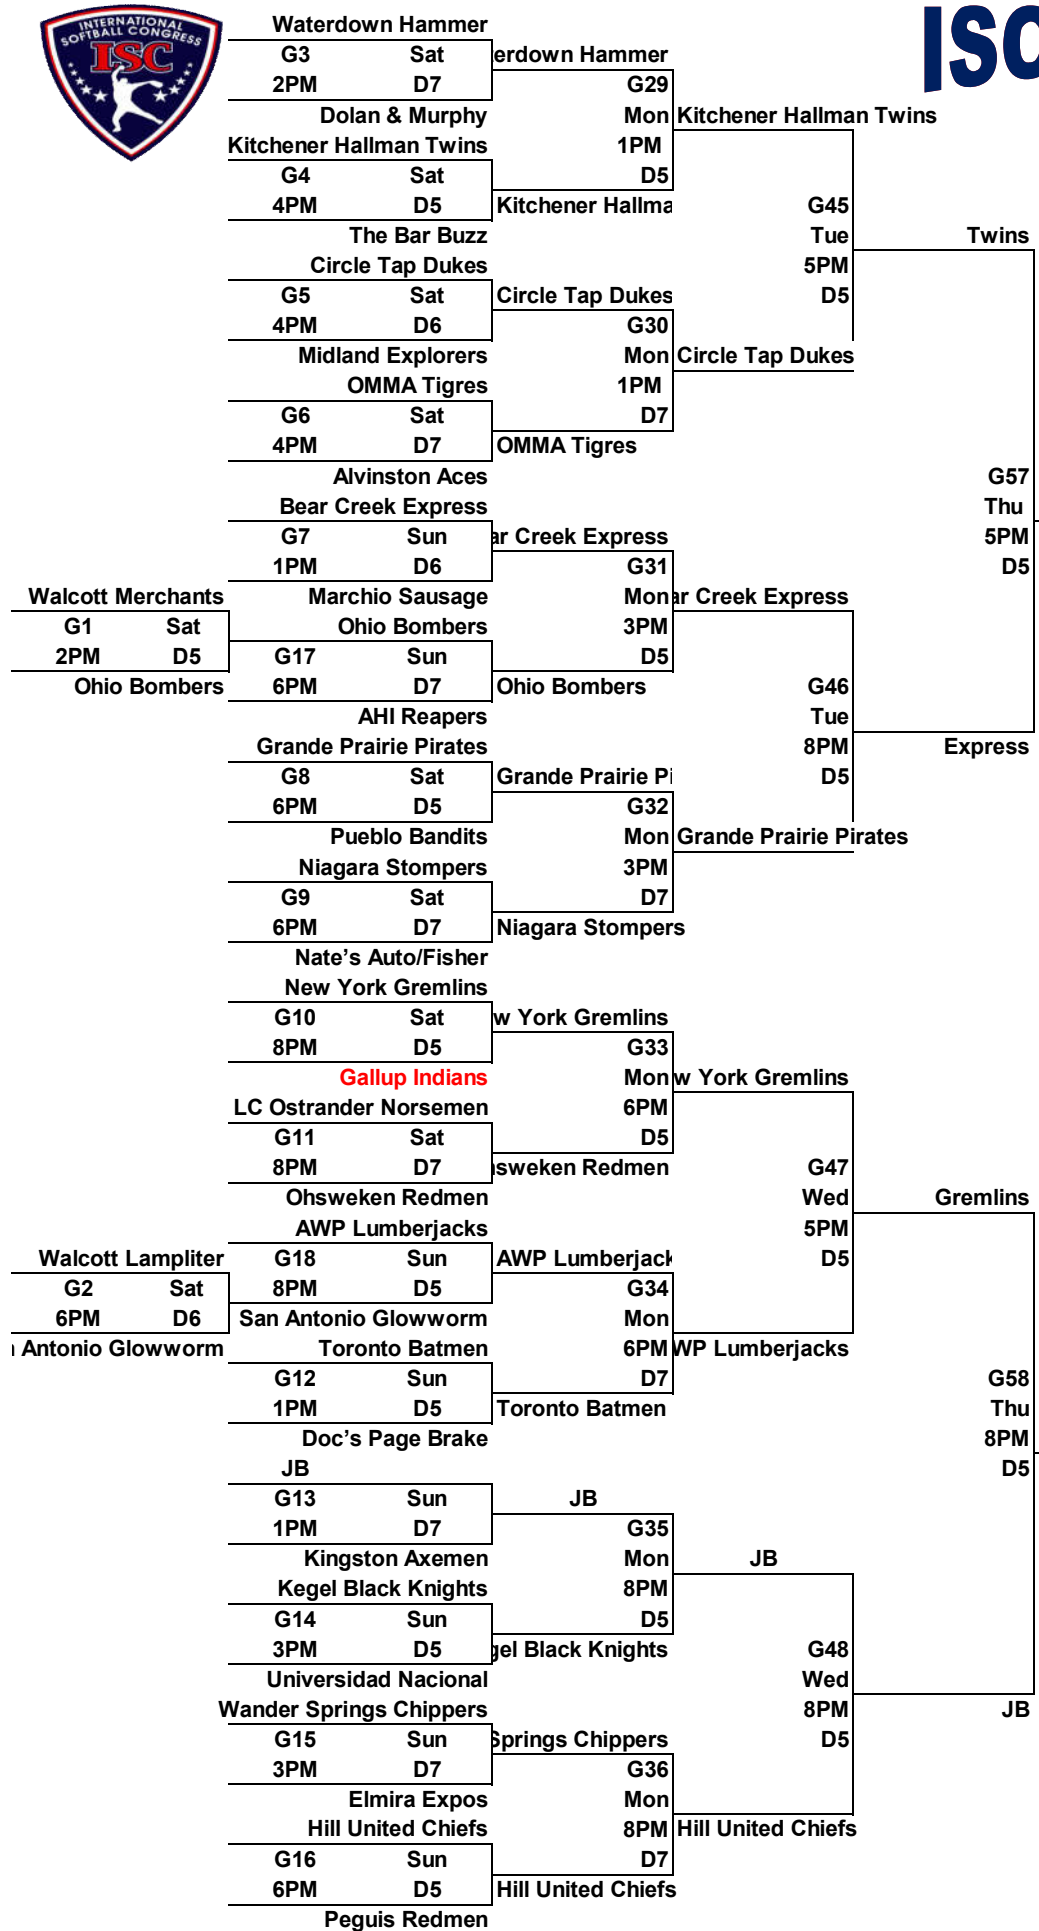 INTERNATIONAL
SOFTBALL CONGRESS
ISC
ISC
Waterdown Hammer
G3 Sat erdown Hammer
2PM D7 G29
Dolan & Murphy Mon Kitchener Hallman Twins
Kitchener Hallman Twins 1PM
G4 Sat D5
4PM D5 Kitchener Hallma G45
The Bar Buzz Tue Twins
Circle Tap Dukes 5PM
G5 Sat Circle Tap Dukes D5
4PM D6 G30
Midland Explorers Mon Circle Tap Dukes
OMMA Tigres 1PM
G6 Sat D7
4PM D7 OMMA Tigres
Alvinston Aces G57
Bear Creek Express Thu
G7 Sun ar Creek Express 5PM
1PM D6 G31 D5
Walcott Merchants Marchio Sausage Mon ar Creek Express
G1 Sat Ohio Bombers 3PM
2PM D5 G17 Sun D5
Ohio Bombers 6PM D7 Ohio Bombers G46
AHI Reapers Tue
Grande Prairie Pirates 8PM Express
G8 Sat Grande Prairie Pi D5
6PM D5 G32
Pueblo Bandits Mon Grande Prairie Pirates
Niagara Stompers 3PM
G9 Sat D7
6PM D7 Niagara Stompers
Nate's Auto/Fisher
New York Gremlins
G10 Sat w York Gremlins
8PM D5 G33
Gallup Indians Mon w York Gremlins
LC Ostrander Norsemen 6PM
G11 Sat D5
8PM D7 sweken Redmen G47
Ohsweken Redmen Wed Gremlins
AWP Lumberjacks 5PM
Walcott Lampliter G18 Sun AWP Lumberjack D5
G2 Sat 8PM D5 G34
6PM D6 San Antonio Glowworm Mon
Antonio Glowworm Toronto Batmen 6PM WP Lumberjacks
G12 Sun D7 G58
1PM D5 Toronto Batmen Thu
Doc's Page Brake 8PM
JB D5
G13 Sun JB
1PM D7 G35
Kingston Axemen Mon JB
Kegel Black Knights 8PM
G14 Sun D5
3PM D5 gel Black Knights G48
Universidad Nacional Wed
Wander Springs Chippers 8PM JB
G15 Sun Springs Chippers D5
3PM D7 G36
Elmira Expos Mon
Hill United Chiefs 8PM Hill United Chiefs
G16 Sun D7
6PM D5 Hill United Chiefs
Peguis Redmen